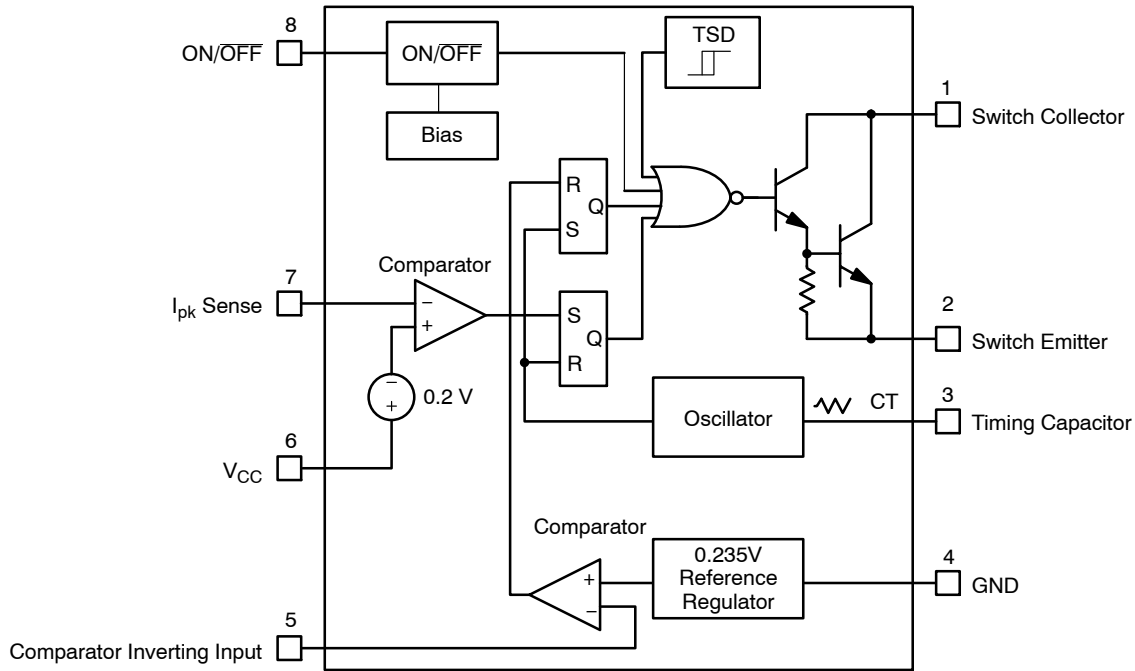 8
ON/OFF
ON/OFF
Bias
TSD
1
Switch Collector
R
Q
S
Comparator
7
Ipk Sense
−
+
S
Q
R
2
Switch Emitter
−
+
0.2 V
6
VCC
Oscillator
CT
3
Timing Capacitor
Comparator
+
−
0.235V
Reference
Regulator
4
GND
5
Comparator Inverting Input